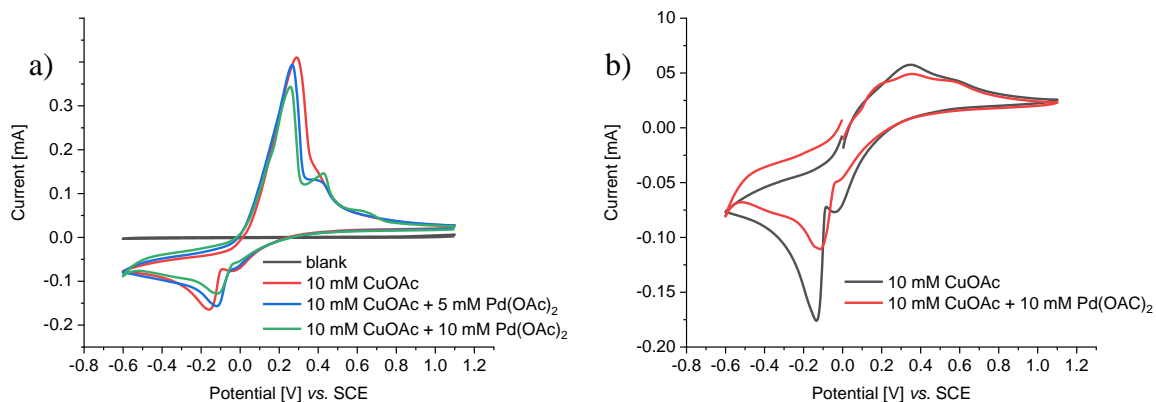 a)
0.3
0.2
0.1
0.0
-0.1
-0.2
Current [mA]
blank
10 mM CuOAc
10 mM CuOAc + 5 mM Pd(OAc)2
10 mM CuOAc + 10 mM Pd(OAc)2
-0.8 -0.6 -0.4 -0.2 0.0 0.2 0.4 0.6 0.8 1.0 1.2
Potential [V] vs. SCE
b)
10
05
0.00
-0.05
-0.10
-0.15
-0.20
Current [mA]
10 mM CuOAc
10 mM CuOAc + 10 mM Pd(OAC)2
-0.8 -0.6 -0.4 -0.2 0.0 0.2 0.4 0.6 0.8 1.0 1.2
Potential [V] vs. SCE